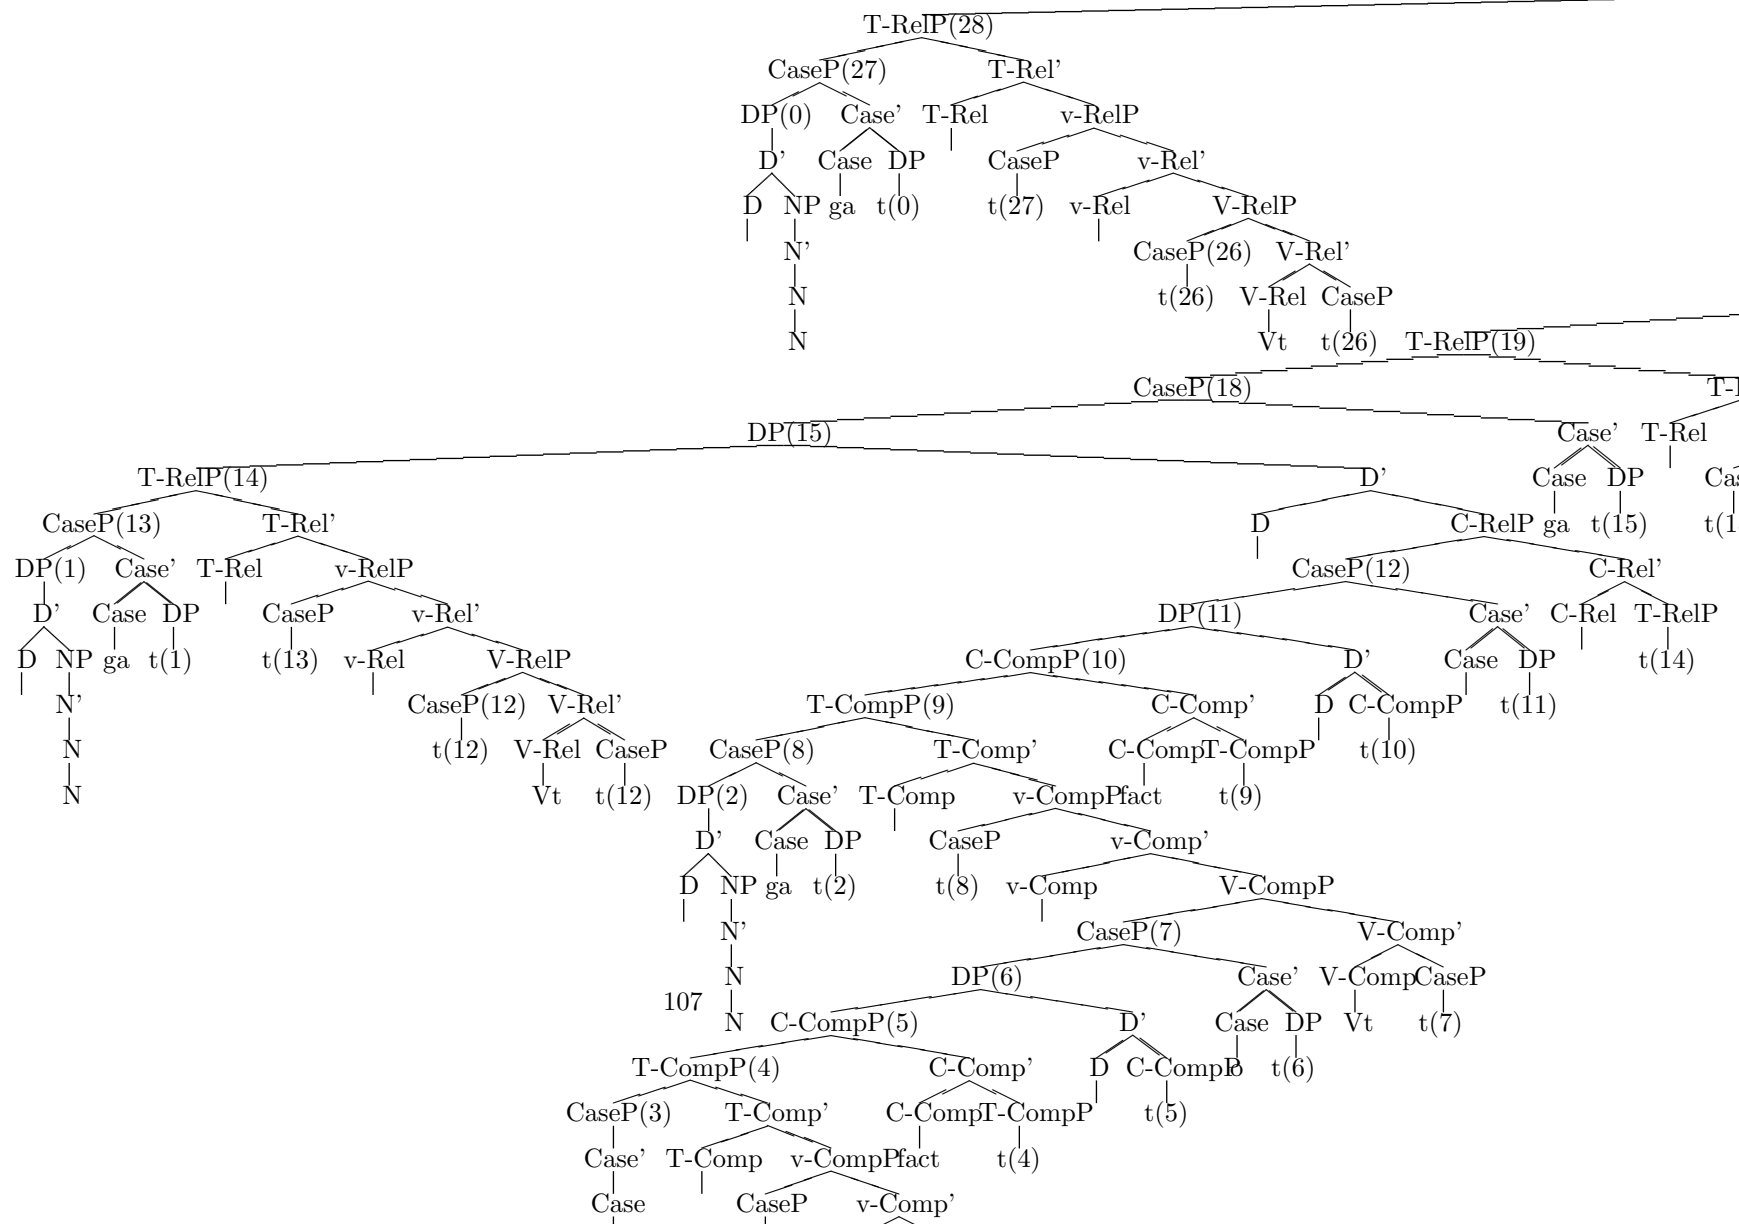 T-RelP(28)
CaseP(27) T-Rel'
DP(0) Case' T-Rel v-RelP
D' Case DP CaseP v-Rel'
D NP ga t(0) t(27) v-Rel V-RelP
N' CaseP(26) V-Rel'
N t(26) V-Rel CaseP
N Vt t(26) T-RelP(19)
CaseP(18)
DP(15) Case' T-Rel
T-RelP(14) D' Case DP
CaseP(13) T-Rel' D C-RelP ga t(15)
DP(1) Case' T-Rel v-RelP CaseP(12) C-Rel'
D' Case DP CaseP v-Rel' DP(11) Case' C-Rel T-RelP
D NP ga t(1) t(13) v-Rel V-RelP C-CompP(10) D' Case DP t(14)
N' CaseP(12) V-Rel' T-CompP(9) C-Comp' D C-CompP t(11)
N t(12) V-Rel CaseP CaseP(8) T-Comp' C-Comp T-CompP t(10)
N Vt t(12) DP(2) Case' T-Comp v-CompP fact t(9)
D' Case DP CaseP v-Comp'
D NP ga t(2) t(8) v-Comp V-CompP
N' CaseP(7) V-Comp'
N DP(6) Case' V-Comp CaseP
107
N C-CompP(5) D' Case DP Vt t(7)
T-CompP(4) C-Comp' D C-CompP o t(6)
CaseP(3) T-Comp' C-Comp T-CompP t(5)
Case' T-Comp v-CompP fact t(4)
Case CaseP v-Comp'